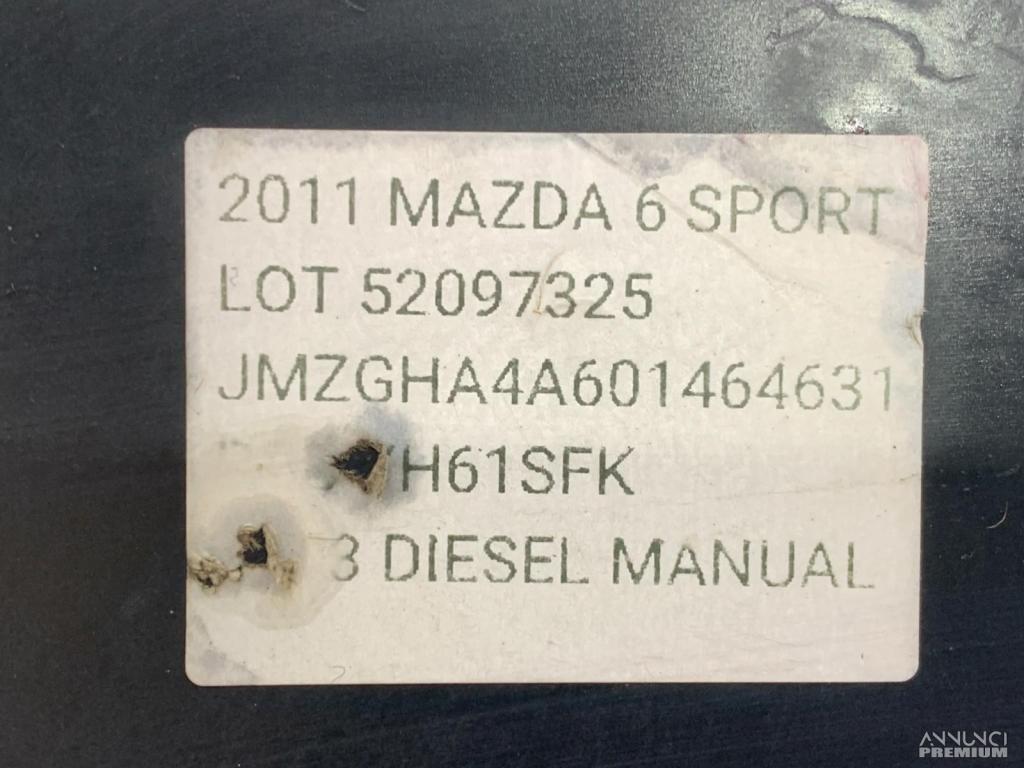 2011 MAZDA 6 SPORT
LOT 52097325
JMZGHA4A601464631
H61SFK
3 DIESEL MANUAL
ANNUNCI
PREMIUM